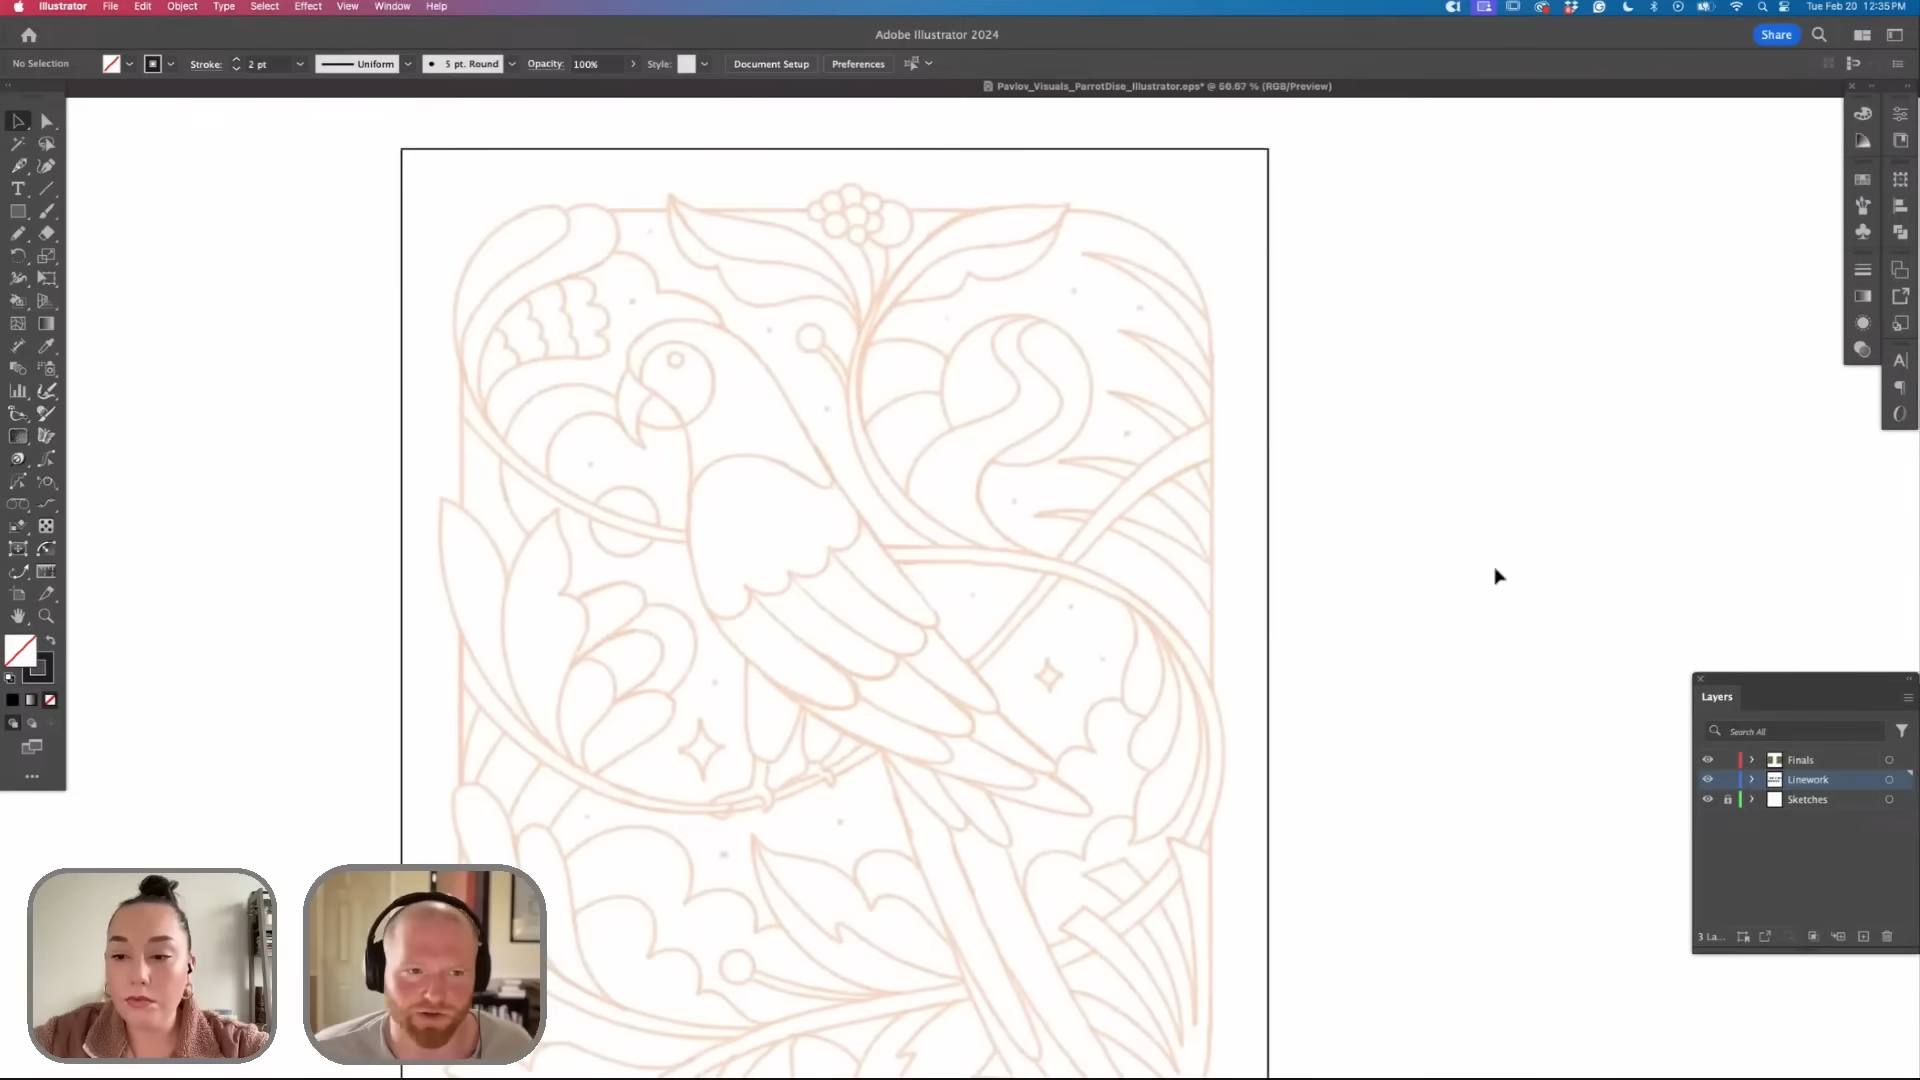 Illustrator File Edit Object Type Select Effect View Window Help
Tue Feb 20 12:35 PM
Adobe Illustrator 2024
Share
No Selection
Stroke: 2 pt
Uniform
5 pt. Round
Opacity: 100%
Style:
Document Setup
Preferences
Pavlov_Visuals_ParrotDise_Illustrator.eps* @ 66.67 % (RGB/Preview)
Layers
Search All
Finals
Linework
Sketches
3 La...